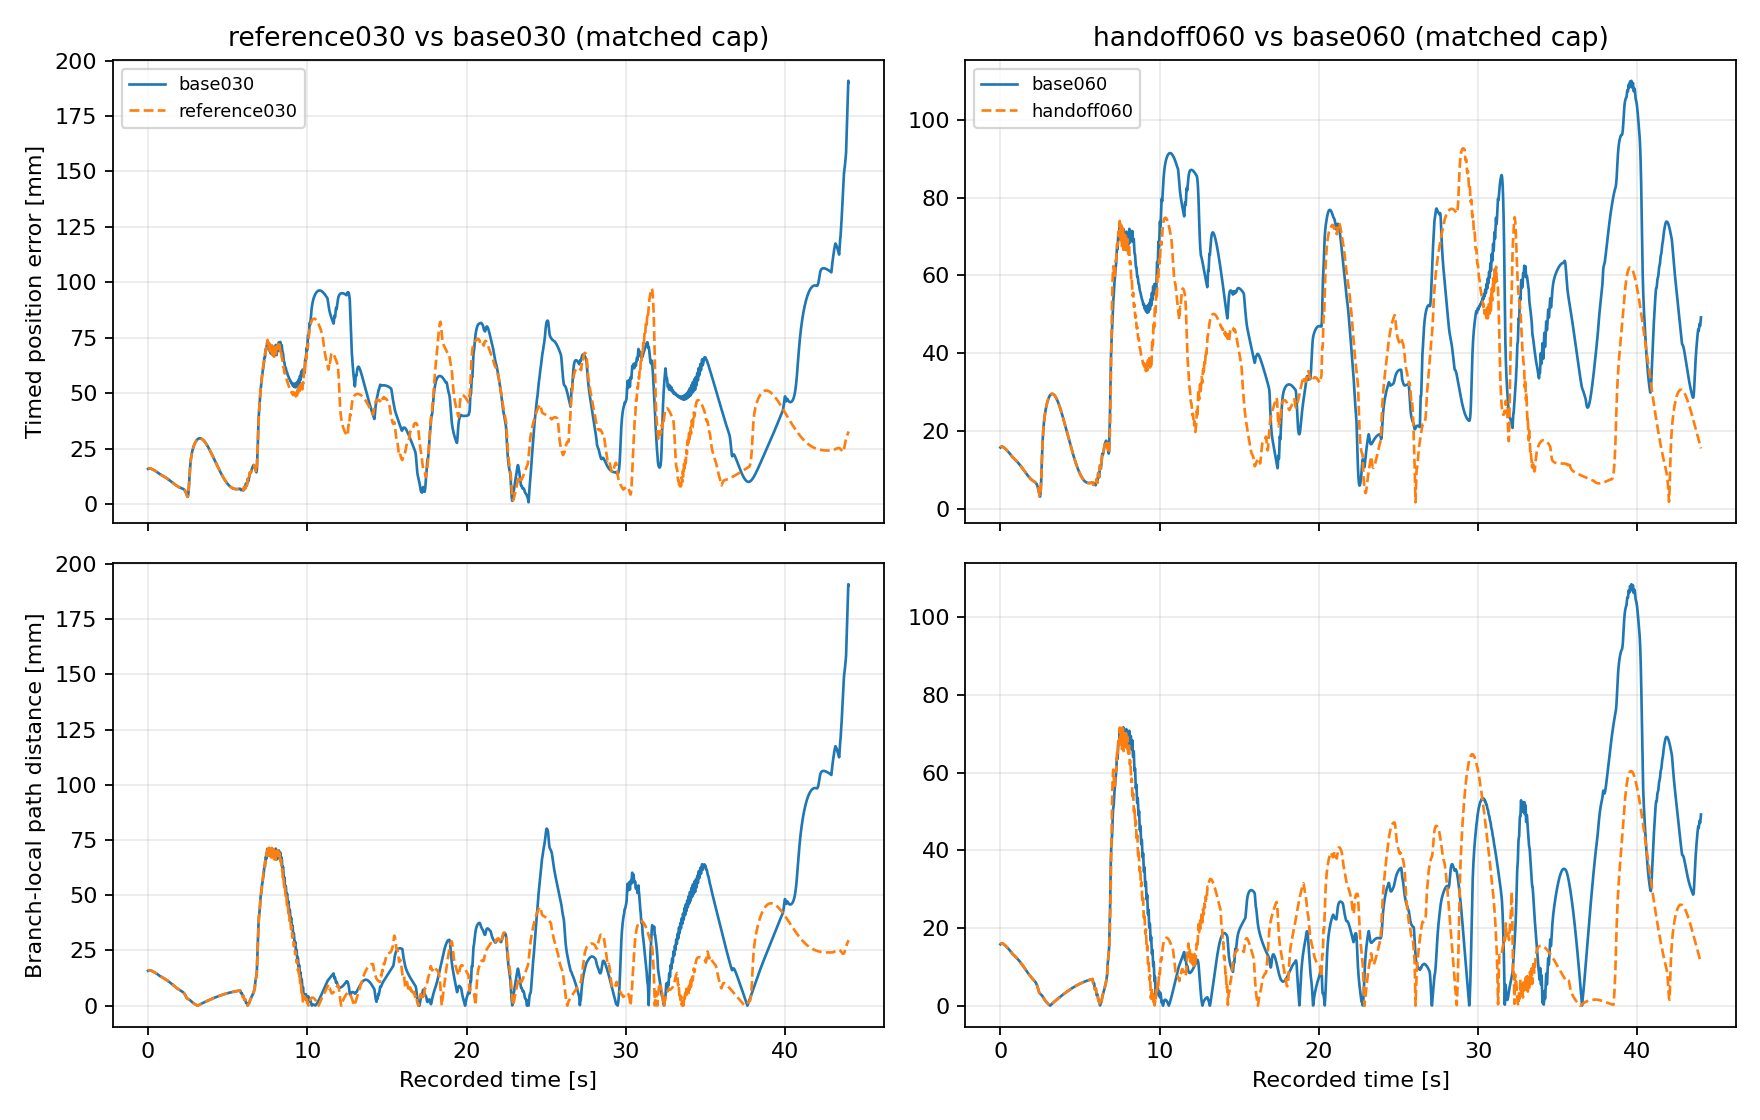 reference030 vs base030 (matched cap)
handoff060 vs base060 (matched cap)
base030
reference030
base060
handoff060
Timed position error [mm]
200
175
150
125
100
75
50
25
0
100
80
60
40
20
0
Branch-local path distance [mm]
200
175
150
125
100
75
50
25
0
100
80
60
40
20
0
0 10 20 30 40
0 10 20 30 40
Recorded time [s]
Recorded time [s]